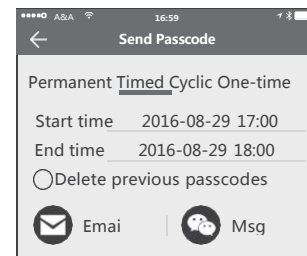 A&A 16:59
Send Passcode
Permanent Timed Cyclic One-time
Start time 2016-08-29 17:00
End time 2016-08-29 18:00
Delete previous passcodes
Emai Msg